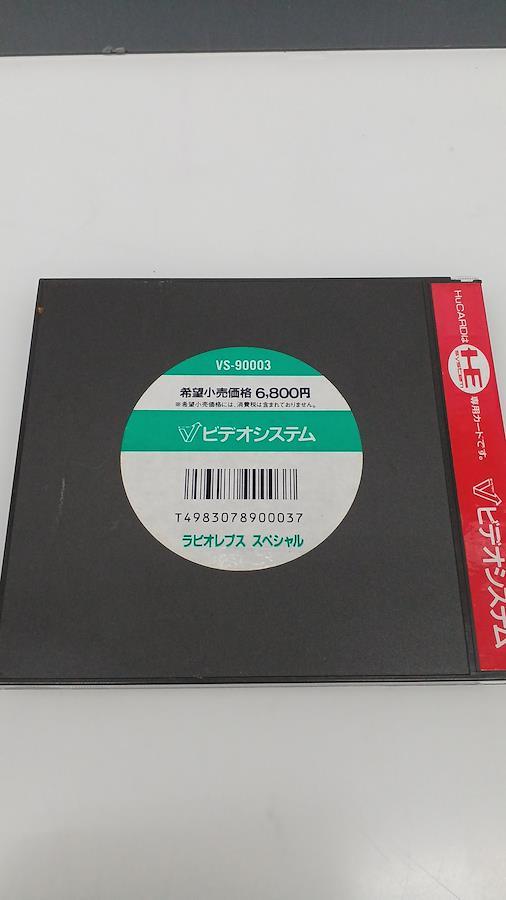 VS-90003
希望小売価格 6,800円
※希望小売価格には、消費税は含まれておりません。
ビデオシステム
T4983078900037
ラビオレプス スペシャル
HuCARDは
HE
SYSTEM
専用カードです。
ビデオシステム